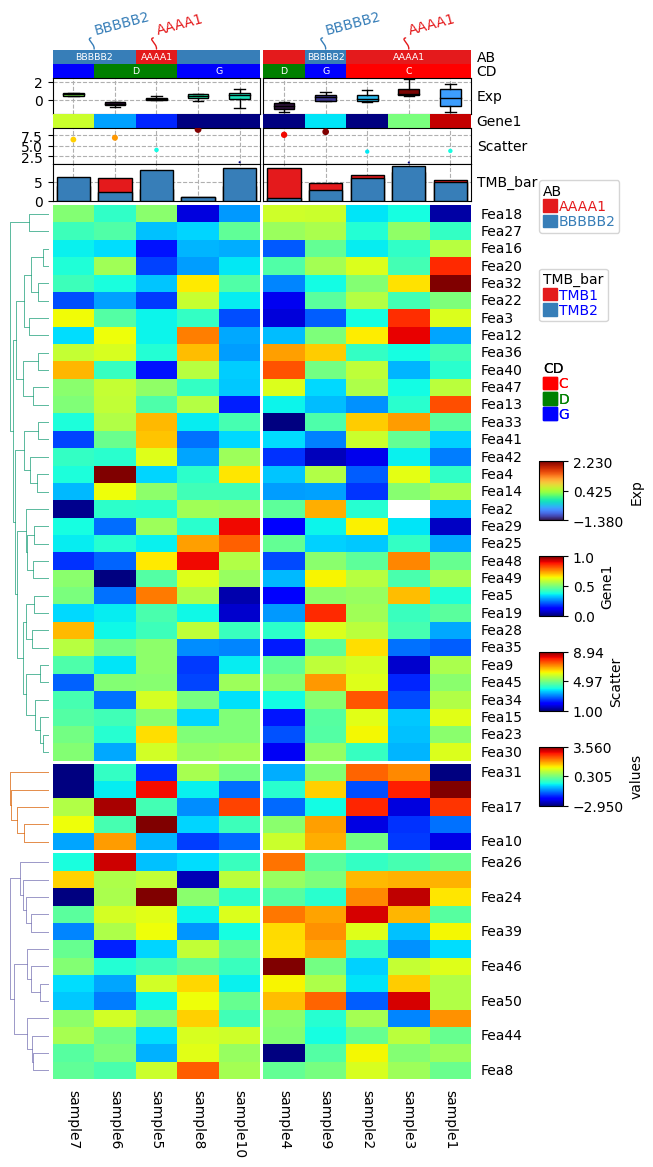 BBBBB2
AAAA1
BBBBB2
AAAA1
BBBBB2
AAAA1
BBBBB2
AAAA1
AB
D
G
D
G
C
CD
2
0
Exp
Gene1
7.5
5.0
2.5
Scatter
5
0
TMB_bar
AB
AAAA1
BBBBB2
TMB_bar
TMB1
TMB2
CD
C
D
G
2.230
0.425
−1.380
Exp
1.0
0.5
0.0
Gene1
8.94
4.97
1.00
Scatter
3.560
0.305
−2.950
values
Fea18
Fea27
Fea16
Fea20
Fea32
Fea22
Fea3
Fea12
Fea36
Fea40
Fea47
Fea13
Fea33
Fea41
Fea42
Fea4
Fea14
Fea2
Fea29
Fea25
Fea48
Fea49
Fea5
Fea19
Fea28
Fea35
Fea9
Fea45
Fea34
Fea15
Fea23
Fea30
Fea31
Fea17
Fea10
Fea26
Fea24
Fea39
Fea46
Fea50
Fea44
Fea8
sample7
sample6
sample5
sample8
sample10
sample4
sample9
sample2
sample3
sample1